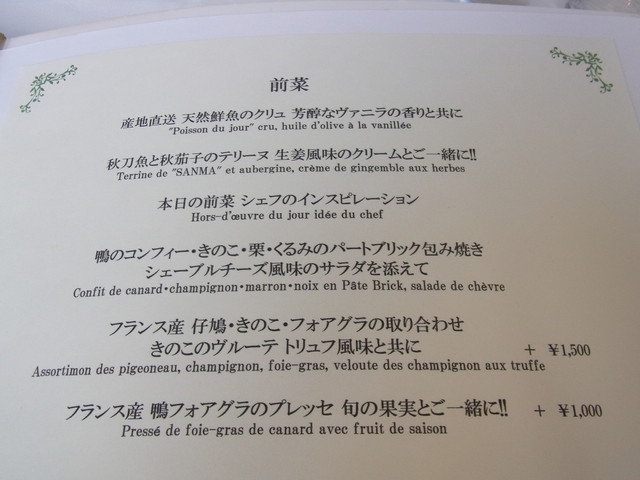 前菜
産地直送 天然鮮魚のクリュ 芳醇なヴァニラの香りと共に
"Poisson du jour" cru, huile d'olive à la vanillée
秋刀魚と秋茄子のテリーヌ 生姜風味のクリームとご一緒に!!
Terrine de "SANMA" et aubergine, crème de gingemble aux herbes
本日の前菜 シェフのインスピレーション
Hors-d'œuvre du jour idée du chef
鴨のコンフィー・きのこ・栗・くるみのパートブリック包み焼き
シェーブルチーズ風味のサラダを添えて
Confit de canard・champignon・marron・noix en Pâte Brick, salade de chèvre
フランス産 仔鳩・きのこ・フォアグラの取り合わせ
きのこのヴルーテ トリュフ風味と共に + ¥1,500
Assortimon des pigeoneau, champignon, foie-gras, veloute des champignon aux truffe
フランス産 鴨フォアグラのプレッセ 旬の果実とご一緒に!! + ¥1,000
Pressé de foie-gras de canard avec fruit de saison